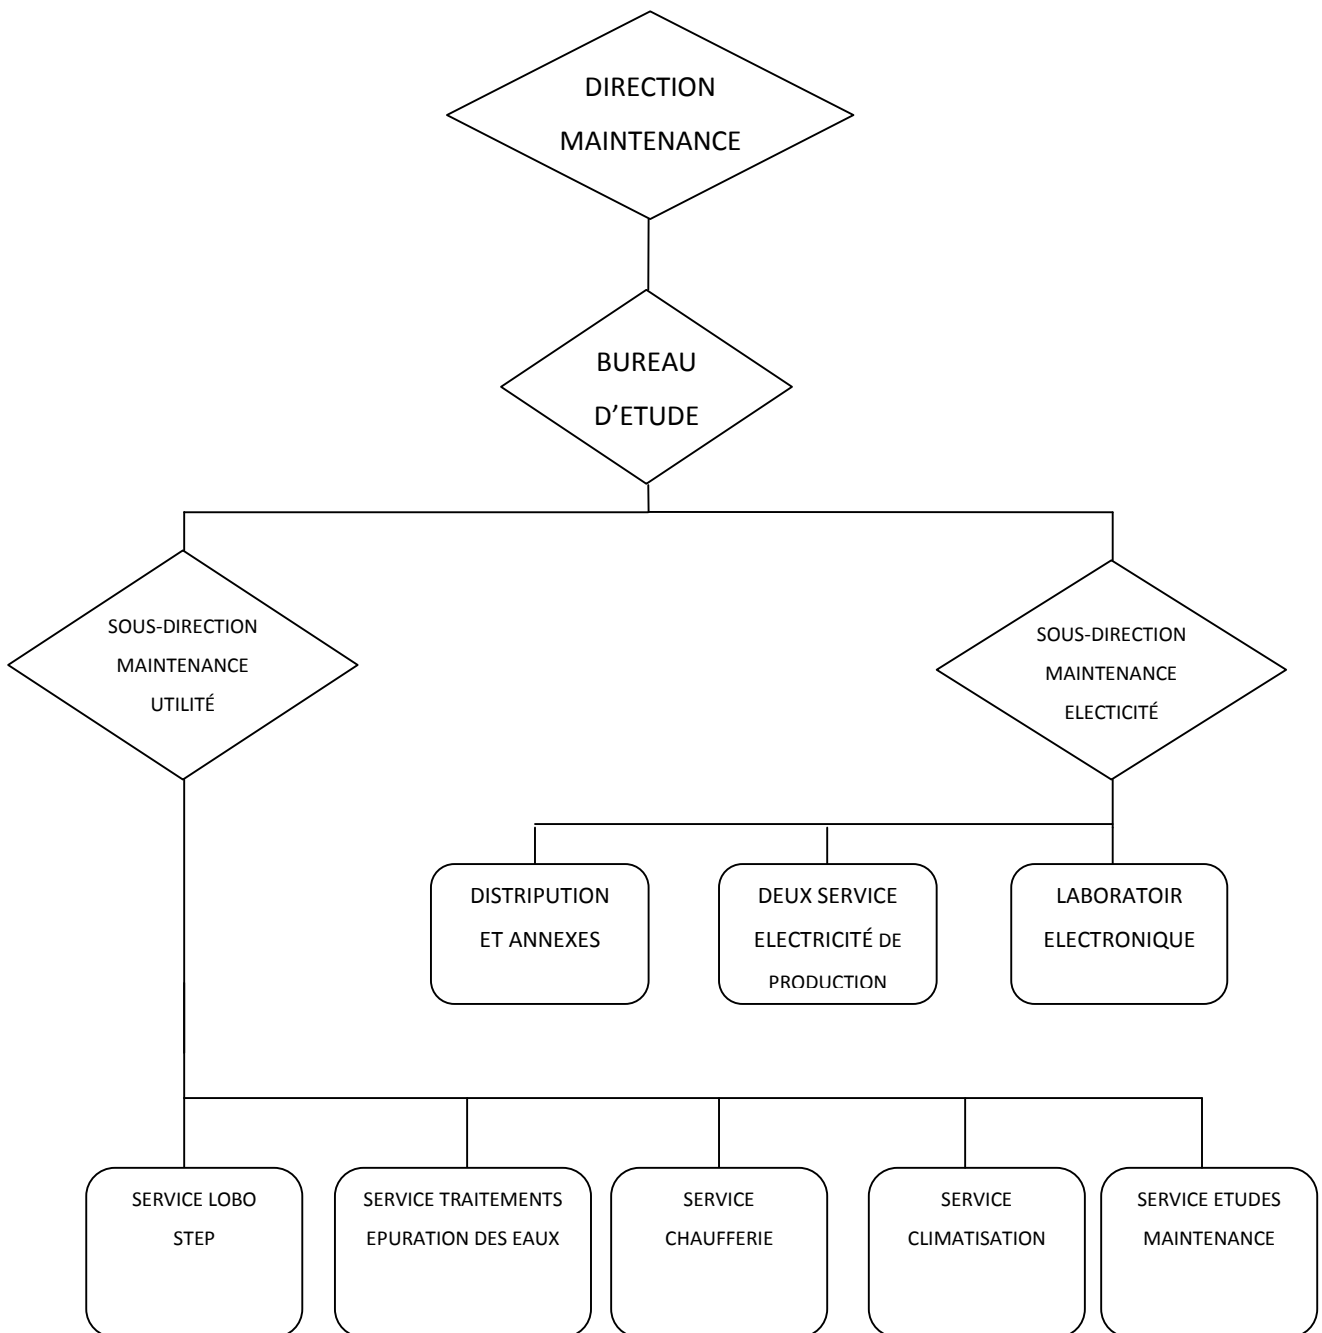 DIRECTION
MAINTENANCE
BUREAU
D’ETUDE
SOUS-DIRECTION
MAINTENANCE
UTILITÉ
SOUS-DIRECTION
MAINTENANCE
ELECTICITÉ
DISTRIPUTION
ET ANNEXES
DEUX SERVICE
ELECTRICITÉ DE
PRODUCTION
LABORATOIR
ELECTRONIQUE
SERVICE LOBO
STEP
SERVICE TRAITEMENTS
EPURATION DES EAUX
SERVICE
CHAUFFERIE
SERVICE
CLIMATISATION
SERVICE ETUDES
MAINTENANCE